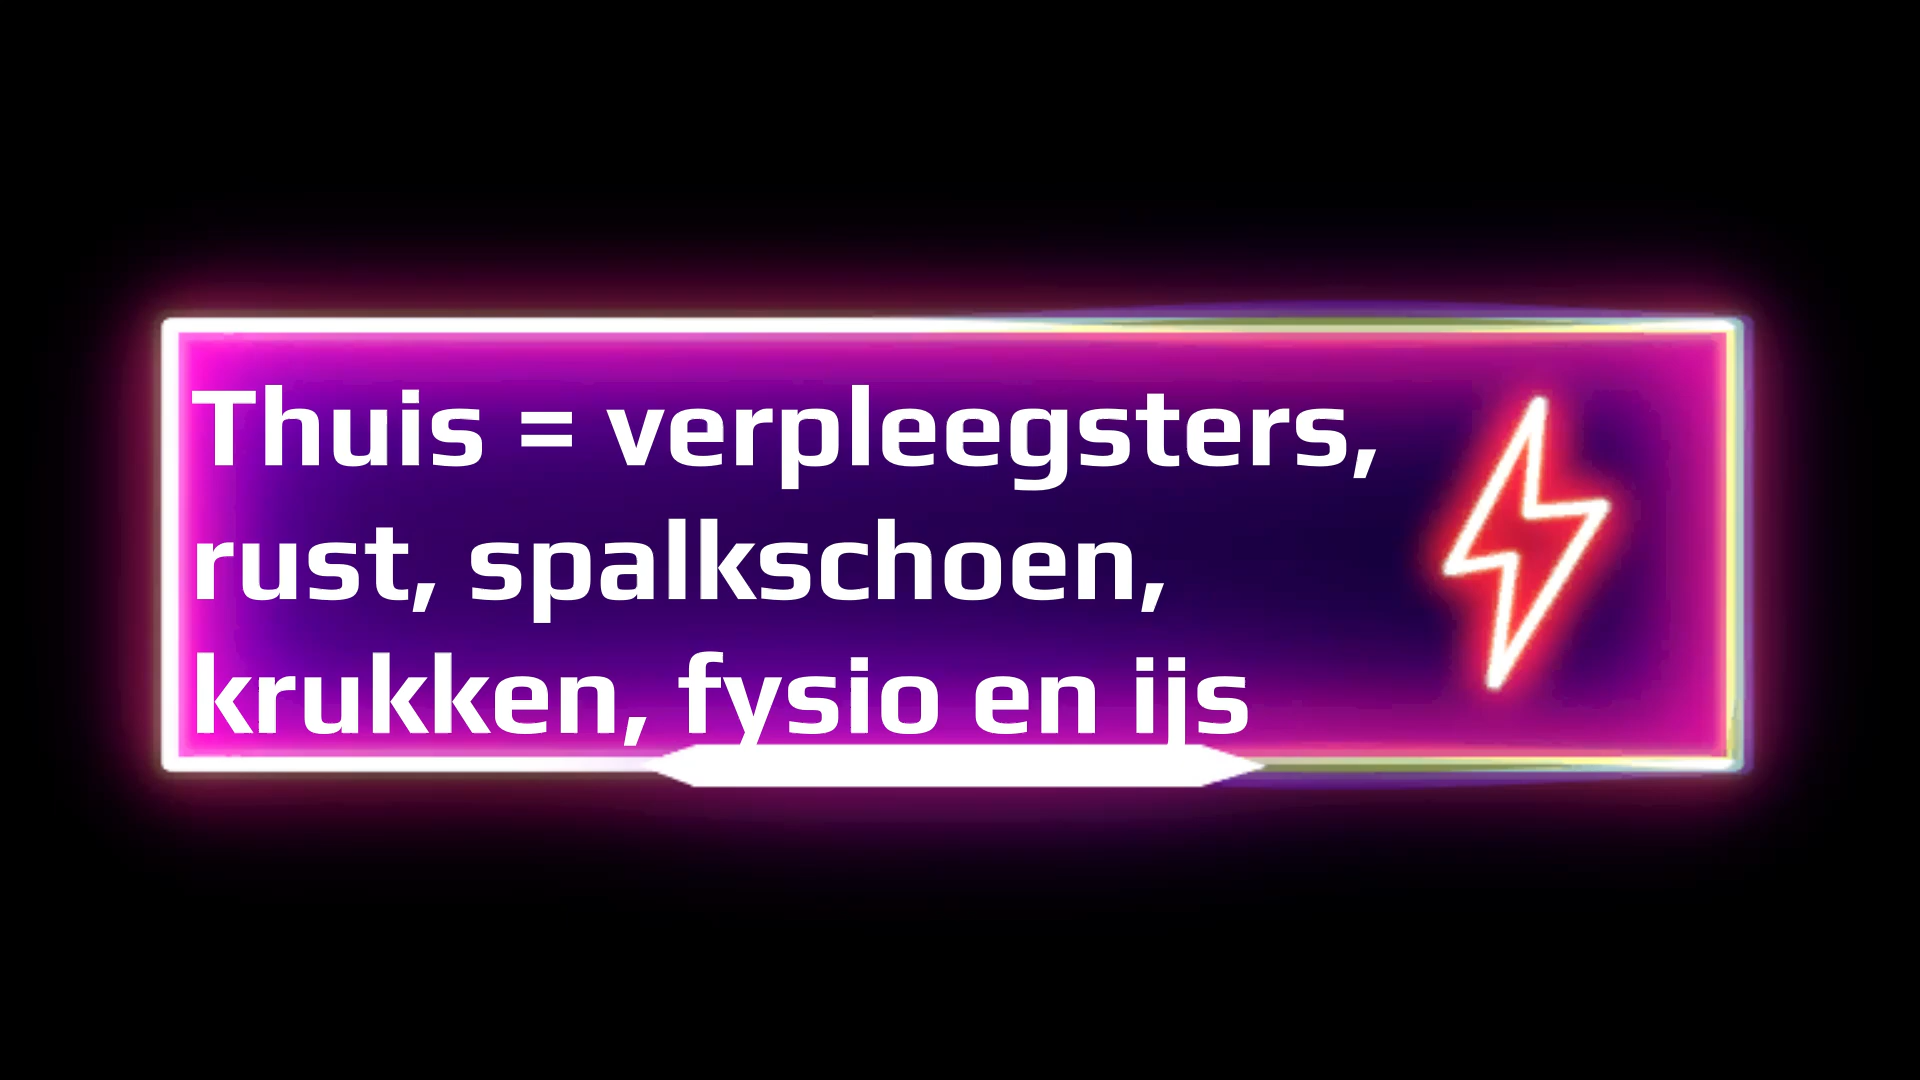 Thuis = verpleegsters,
rust, spalkschoen,
krukken, fysio en ijs